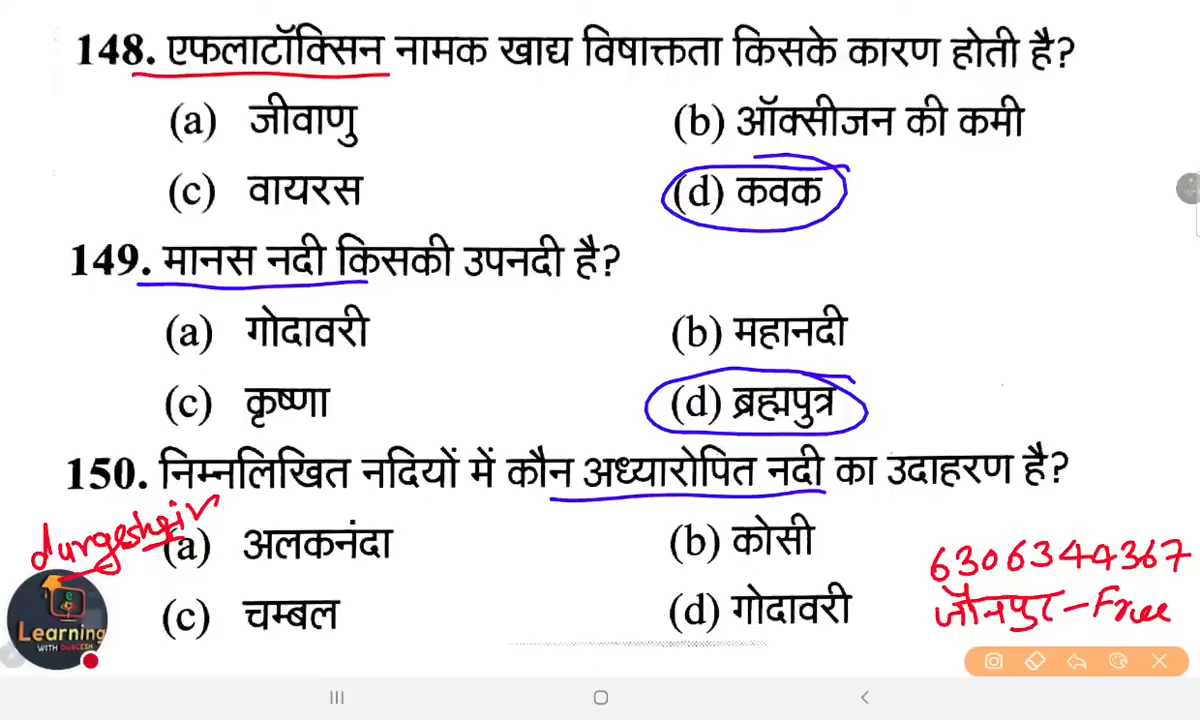 148. एफलाटॉक्सिन नामक खाद्य विषाक्तता किसके कारण होती है?
(a) जीवाणु (b) ऑक्सीजन की कमी
(c) वायरस (d) कवक
149. मानस नदी किसकी उपनदी है?
(a) गोदावरी (b) महानदी
(c) कृष्णा (d) ब्रह्मपुत्र
150. निम्नलिखित नदियों में कौन अध्यारोपित नदी का उदाहरण है?
(a) अलकनंदा (b) कोसी
(c) चम्बल (d) गोदावरी
6306344367
जौनपुर - Free
Learning
WITH DURGESH